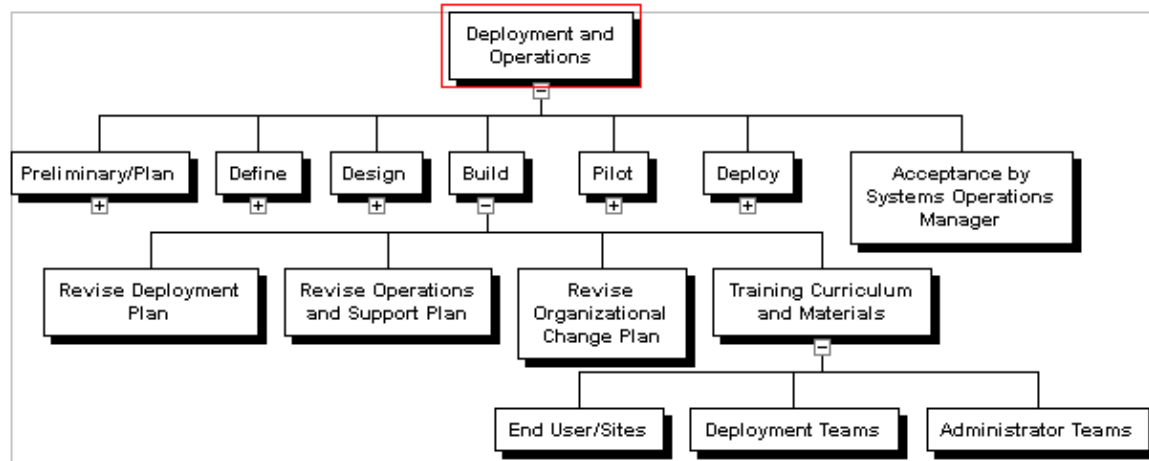 Deployment and
Operations
Preliminary/Plan
Define
Design
Build
Pilot
Deploy
Acceptance by
Systems Operations
Manager
Revise Deployment
Plan
Revise Operations
and Support Plan
Revise
Organizational
Change Plan
Training Curriculum
and Materials
End User/Sites
Deployment Teams
Administrator Teams